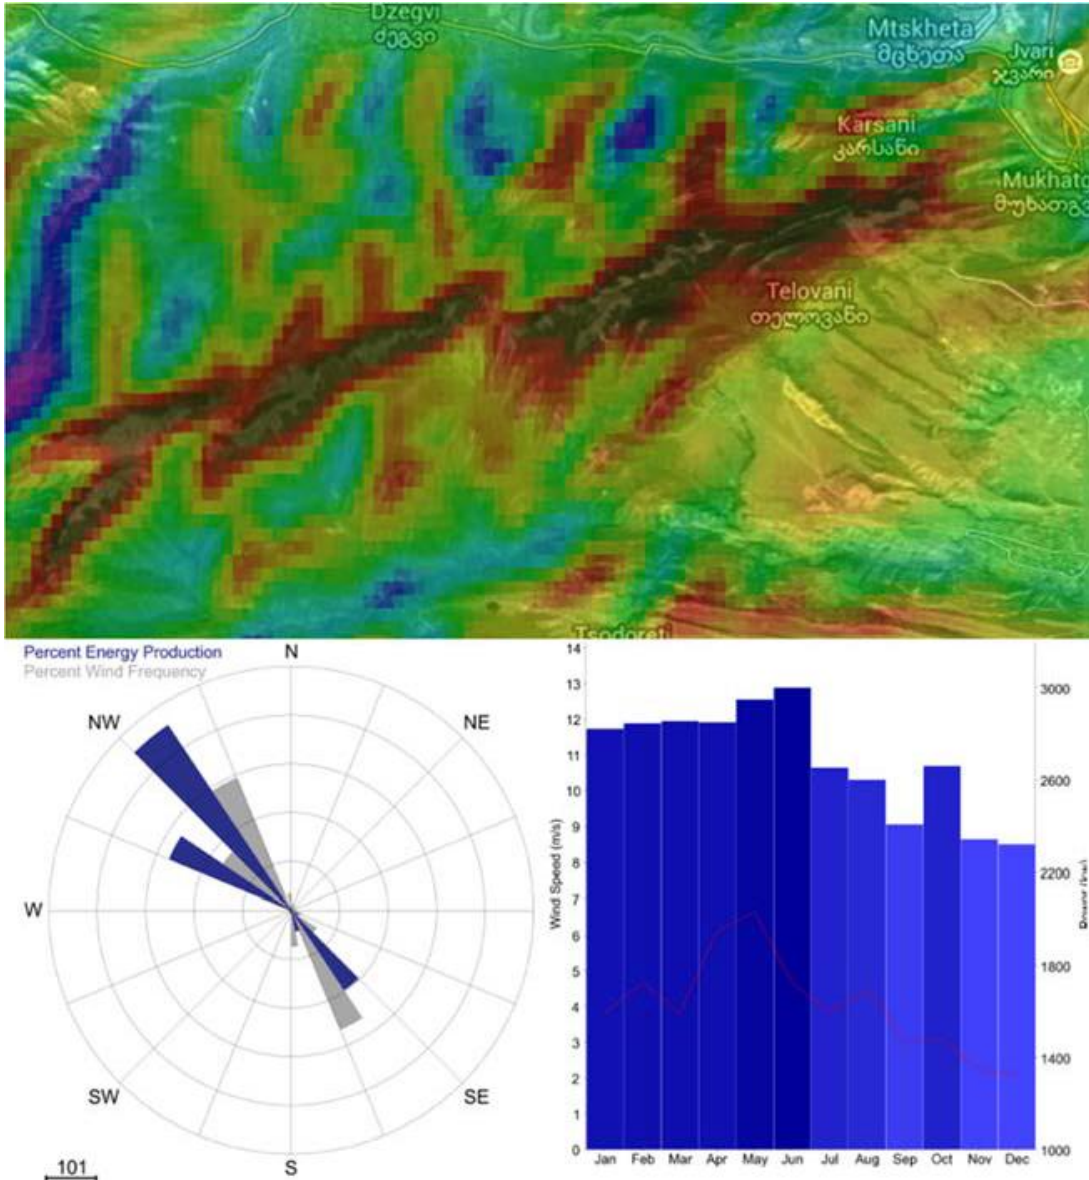 Dzegvi
ძეგვი
Mtskheta
მცხეთა
Jvari
ჯვარი
Karsani
კარსანი
Telovani
თელოვანი
Tsodoreti
Percent Energy Production
Percent Wind Frequency
N
NW
NE
W
SW
SE
S
101
14
13
12
11
10
9
8
7
6
5
4
3
2
1
0
Wind Speed (m/s)
3000
2600
2200
1800
1400
1000
Jan Feb Mar Apr May Jun Jul Aug Sep Oct Nov Dec